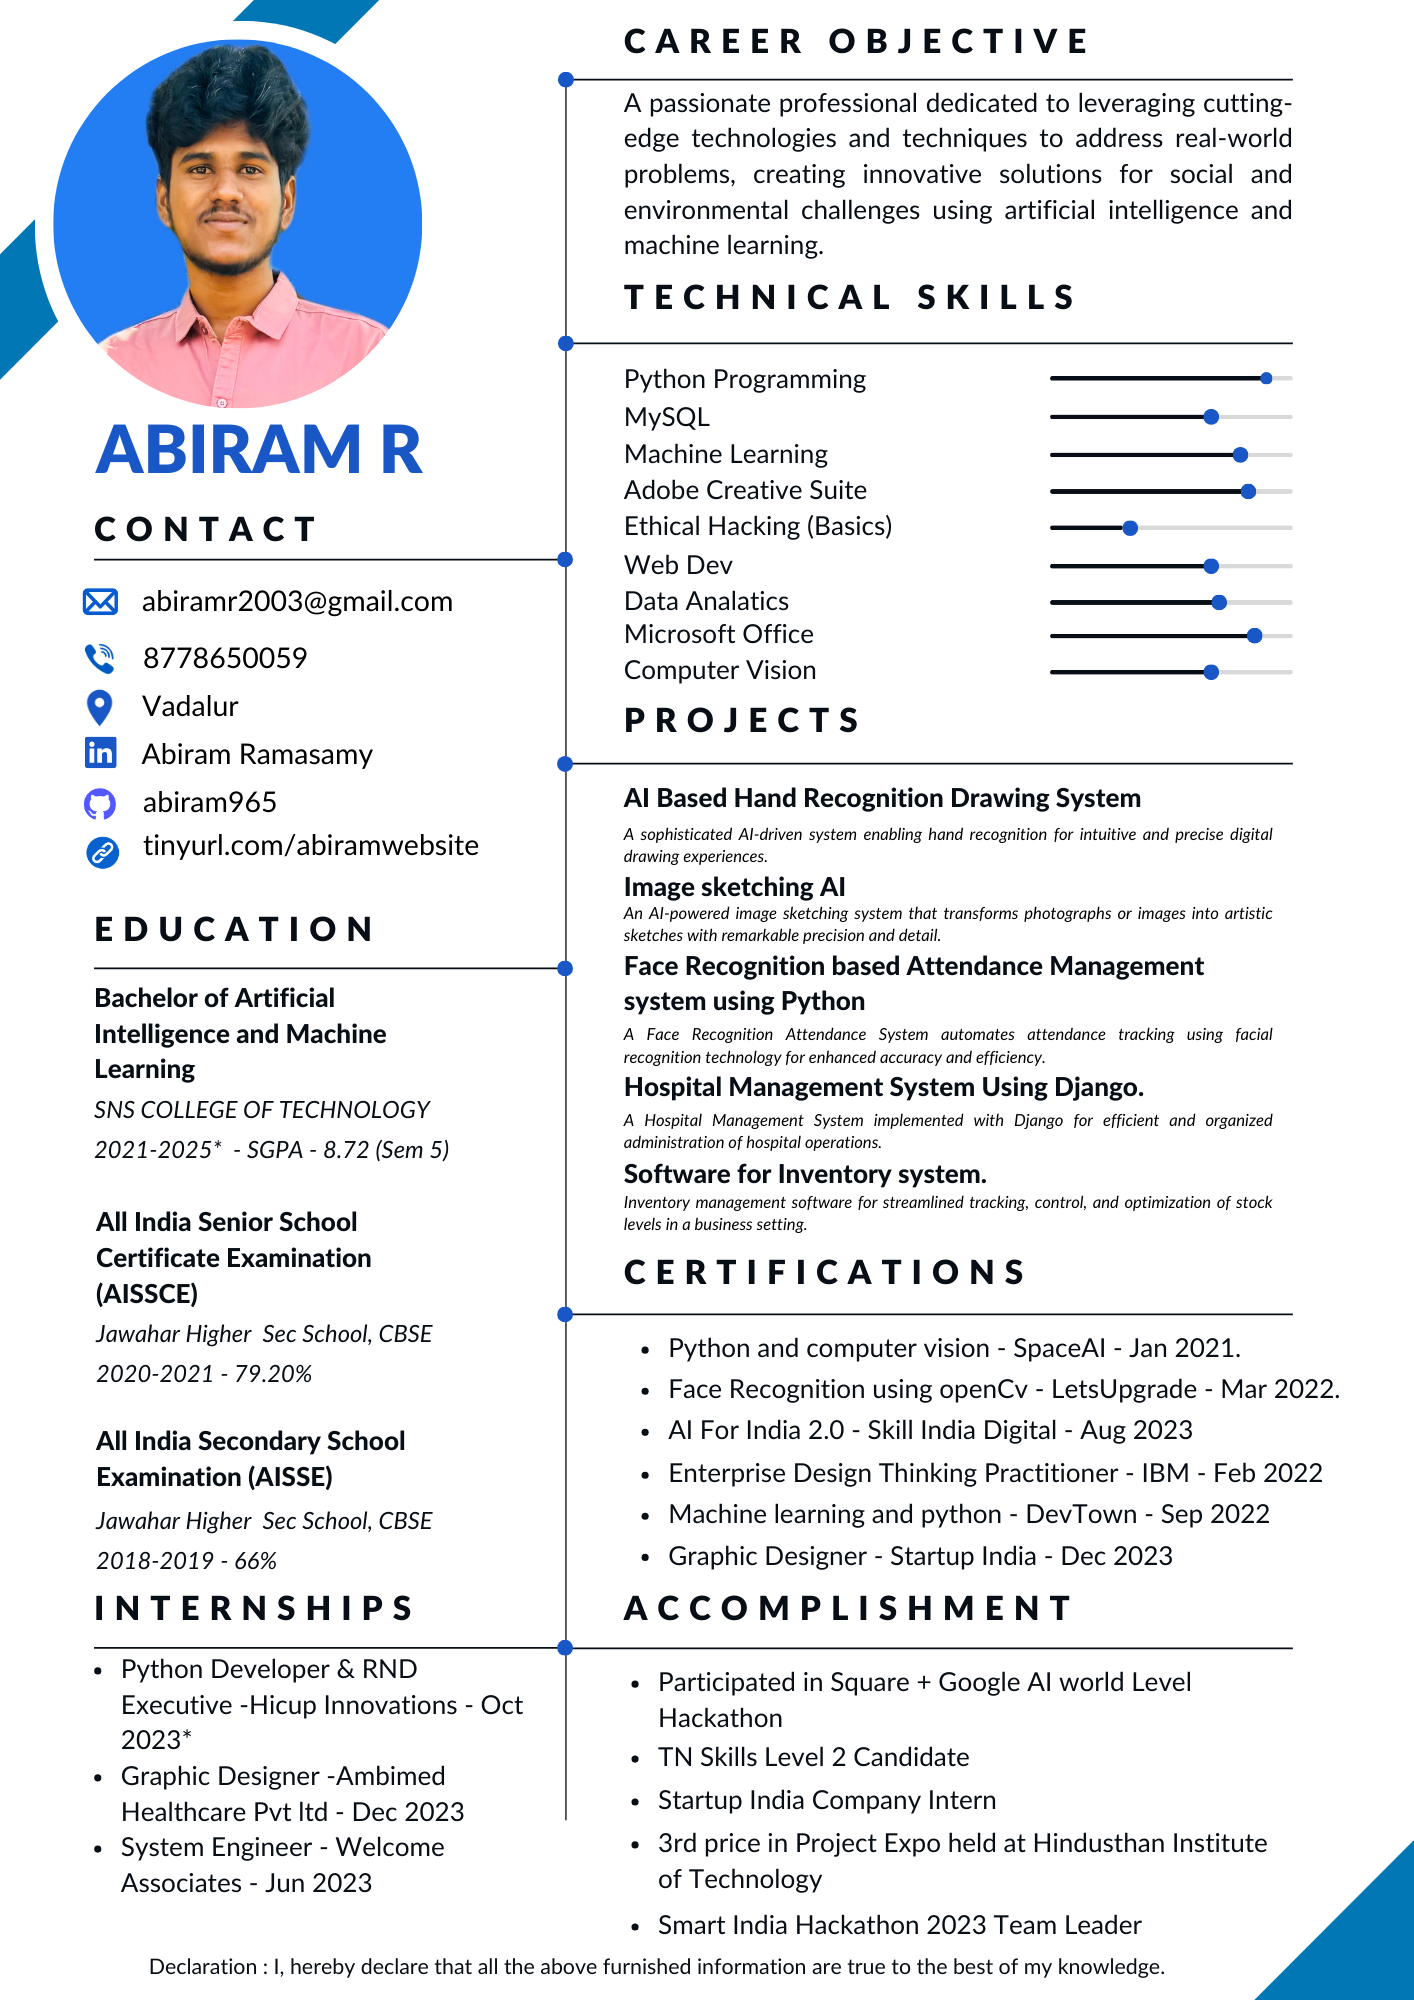 ABIRAM R
CONTACT
abiramr2003@gmail.com
8778650059
Vadalur
Abiram Ramasamy
abiram965
tinyurl.com/abiramwebsite
EDUCATION
Bachelor of Artificial
Intelligence and Machine
Learning
SNS COLLEGE OF TECHNOLOGY
2021-2025* - SGPA - 8.72 (Sem 5)
All India Senior School
Certificate Examination
(AISSCE)
Jawahar Higher Sec School, CBSE
2020-2021 - 79.20%
All India Secondary School
Examination (AISSE)
Jawahar Higher Sec School, CBSE
2018-2019 - 66%
INTERNSHIPS
• Python Developer & RND
Executive -Hicup Innovations - Oct
2023*
• Graphic Designer -Ambimed
Healthcare Pvt ltd - Dec 2023
• System Engineer - Welcome
Associates - Jun 2023
CAREER OBJECTIVE
A passionate professional dedicated to leveraging cutting-
edge technologies and techniques to address real-world
problems, creating innovative solutions for social and
environmental challenges using artificial intelligence and
machine learning.
TECHNICAL SKILLS
Python Programming
MySQL
Machine Learning
Adobe Creative Suite
Ethical Hacking (Basics)
Web Dev
Data Analatics
Microsoft Office
Computer Vision
PROJECTS
AI Based Hand Recognition Drawing System
A sophisticated AI-driven system enabling hand recognition for intuitive and precise digital
drawing experiences.
Image sketching AI
An AI-powered image sketching system that transforms photographs or images into artistic
sketches with remarkable precision and detail.
Face Recognition based Attendance Management
system using Python
A Face Recognition Attendance System automates attendance tracking using facial
recognition technology for enhanced accuracy and efficiency.
Hospital Management System Using Django.
A Hospital Management System implemented with Django for efficient and organized
administration of hospital operations.
Software for Inventory system.
Inventory management software for streamlined tracking, control, and optimization of stock
levels in a business setting.
CERTIFICATIONS
• Python and computer vision - SpaceAI - Jan 2021.
• Face Recognition using openCv - LetsUpgrade - Mar 2022.
• AI For India 2.0 - Skill India Digital - Aug 2023
• Enterprise Design Thinking Practitioner - IBM - Feb 2022
• Machine learning and python - DevTown - Sep 2022
• Graphic Designer - Startup India - Dec 2023
ACCOMPLISHMENT
• Participated in Square + Google AI world Level
Hackathon
• TN Skills Level 2 Candidate
• Startup India Company Intern
• 3rd price in Project Expo held at Hindusthan Institute
of Technology
• Smart India Hackathon 2023 Team Leader
Declaration : I, hereby declare that all the above furnished information are true to the best of my knowledge.